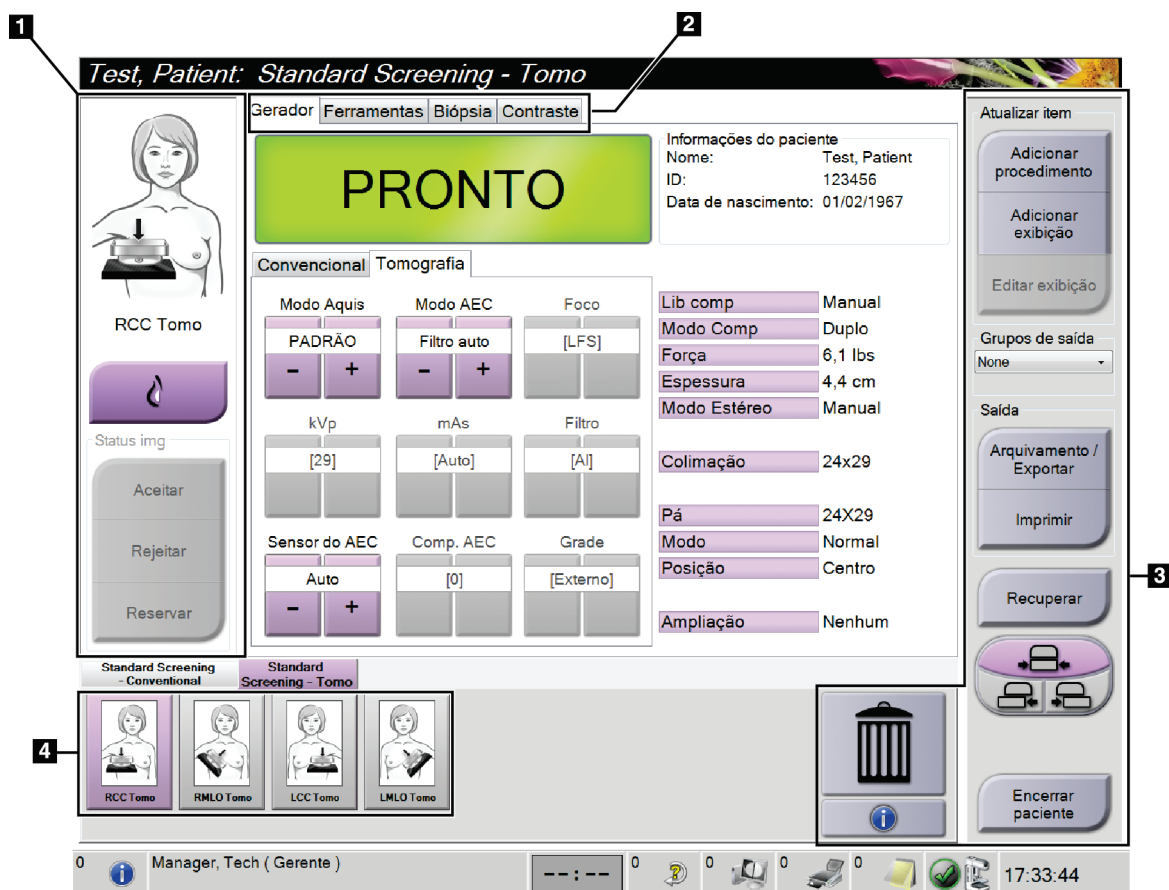 1
2
Test, Patient: Standard Screening - Tomo
RCC Tomo
Status img
Aceitar
Rejeitar
Reservar
Gerador Ferramentas Biópsia Contraste
PRONTO
Informações do paciente
Nome: Test, Patient
ID: 123456
Data de nascimento: 01/02/1967
Convencional Tomografia
Modo Aquis Modo AEC Foco
PADRÃO Filtro auto [LFS]
- + - +
kVp mAs Filtro
[29] [Auto] [Al]
Sensor do AEC Comp. AEC Grade
Auto [0] [Externo]
- +
Lib comp Manual
Modo Comp Duplo
Força 6,1 lbs
Espessura 4,4 cm
Modo Estéreo Manual
Colimação 24x29
Pá 24X29
Modo Normal
Posição Centro
Ampliação Nenhum
Atualizar item
Adicionar
procedimento
Adicionar
exibição
Editar exibição
Grupos de saída
None
Saída
Arquivamento /
Exportar
Imprimir
3
Recuperar
Encerrar
paciente
Standard Screening
- Conventional
Standard
Screening - Tomo
4
RCC Tomo RMLO Tomo LCC Tomo LMLO Tomo
0 Manager, Tech ( Gerente ) --:-- 0 0 0 0 17:33:44